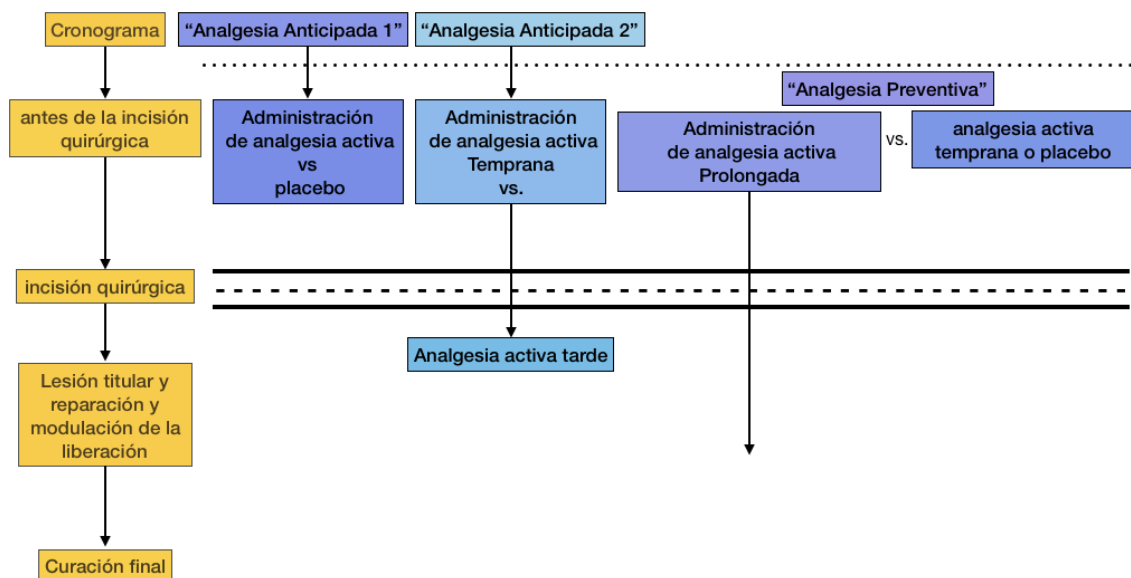 Cronograma
“Analgesia Anticipada 1”
“Analgesia Anticipada 2”
“Analgesia Preventiva”
antes de la incisión
quirúrgica
Administración
de analgesia activa
vs
placebo
Administración
de analgesia activa
Temprana
vs.
Administración
de analgesia activa
Prolongada
vs.
analgesia activa
temprana o placebo
incisión quirúrgica
Analgesia activa tarde
Lesión titular y
reparación y
modulación de la
liberación
Curación final